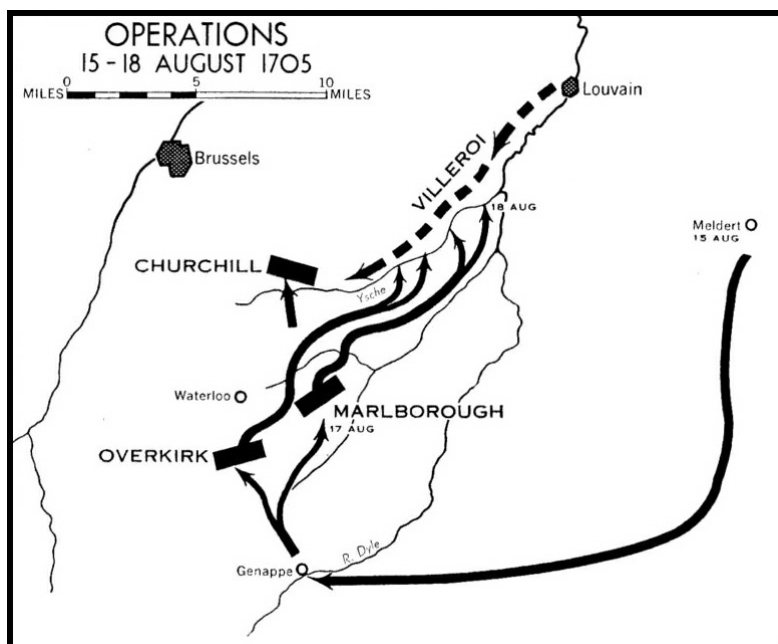 OPERATIONS
15-18 AUGUST 1705
0 5 10
MILES MILES
Louvain
Brussels
VILLEROI
18 AUG
Meldert
15 AUG
CHURCHILL
Ysche
Waterloo
MARLBOROUGH
17 AUG
OVERKIRK
R. Dyle
Genappe